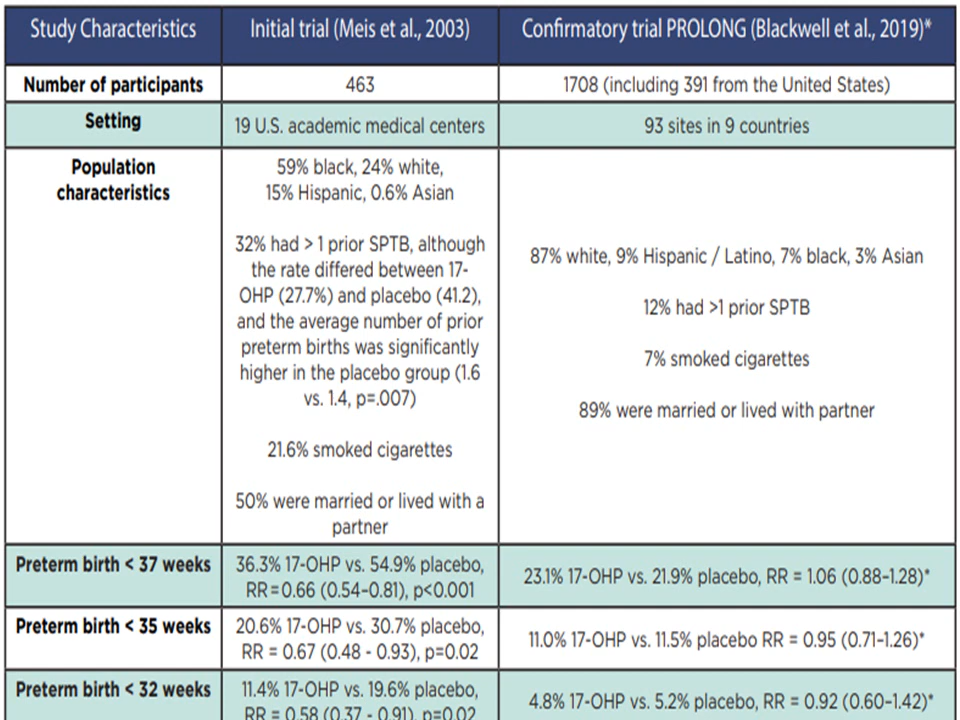 Study Characteristics
Initial trial (Meis et al., 2003)
Confirmatory trial PROLONG (Blackwell et al., 2019)*
Number of participants
463
1708 (including 391 from the United States)
Setting
19 U.S. academic medical centers
93 sites in 9 countries
Population
characteristics
59% black, 24% white,
15% Hispanic, 0.6% Asian
32% had > 1 prior SPTB, although
the rate differed between 17-
OHP (27.7%) and placebo (41.2),
and the average number of prior
preterm births was significantly
higher in the placebo group (1.6
vs. 1.4, p=.007)
21.6% smoked cigarettes
50% were married or lived with a
partner
87% white, 9% Hispanic / Latino, 7% black, 3% Asian
12% had >1 prior SPTB
7% smoked cigarettes
89% were married or lived with partner
Preterm birth < 37 weeks
36.3% 17-OHP vs. 54.9% placebo,
RR=0.66 (0.54–0.81), p<0.001
23.1% 17-OHP vs. 21.9% placebo, RR = 1.06 (0.88–1.28)*
Preterm birth < 35 weeks
20.6% 17-OHP vs. 30.7% placebo,
RR = 0.67 (0.48 - 0.93), p=0.02
11.0% 17-OHP vs. 11.5% placebo RR = 0.95 (0.71–1.26)*
Preterm birth < 32 weeks
11.4% 17-OHP vs. 19.6% placebo,
RR = 0.58 (0.37 - 0.91), p=0.02
4.8% 17-OHP vs. 5.2% placebo, RR = 0.92 (0.60–1.42)*